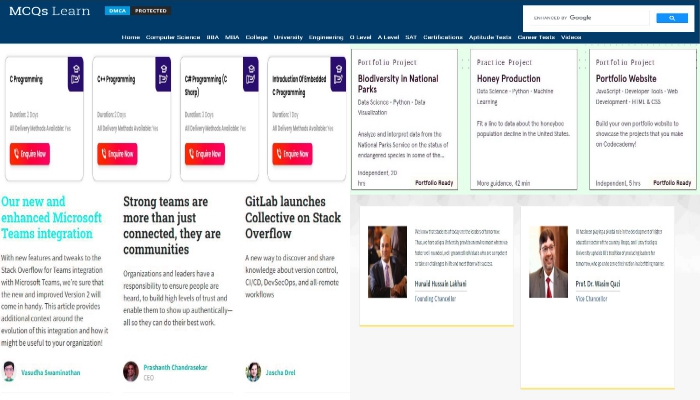 MCQs Learn
DMCA PROTECTED
ENHANCED BY Google
Home Computer Science BBA MBA College University Engineering O Level A Level SAT Certifications Aptitude Tests Career Tests Videos
C Programming
Duration: 2 Days
All Delivery Methods Available: Yes
Enquire Now
C++ Programming
Duration: 2 Days
All Delivery Methods Available: Yes
Enquire Now
C# Programming (C
Sharp)
Duration: 2 Days
All Delivery Methods Available: Yes
Enquire Now
Introduction Of Embedded
C Programming
Duration: 1 Day
All Delivery Methods Available: Yes
Enquire Now
Portfolio Project
Biodiversity in National
Parks
Data Science • Python • Data
Visualization
Analyze and interpret data from the
National Parks Service on the status of
endangered species in some of the...
Independent, 20
hrs
Portfolio Ready
Practice Project
Honey Production
Data Science • Python • Machine
Learning
Fit a line to data about the honeybee
population decline in the United States.
More guidance, 42 min
Portfolio Project
Portfolio Website
JavaScript • Developer Tools • Web
Development • HTML & CSS
Build your own portfolio website to
showcase the projects that you make
on Codecademy!
Independent, 5 hrs
Portfolio Ready
Our new and
enhanced Microsoft
Teams integration
With new features and tweaks to the
Stack Overflow for Teams integration
with Microsoft Teams, we're sure that
the new and improved Version 2 will
come in handy. This article provides
additional context around the
evolution of this integration and how it
might be useful to your organization!
Vasudha Swaminathan
Strong teams are
more than just
connected, they are
communities
Organizations and leaders have a
responsibility to ensure people are
heard, to build high levels of trust and
enable them to show up authentically—
all so they can do their best work.
Prashanth Chandrasekar
CEO
GitLab launches
Collective on Stack
Overflow
A new way to discover and share
knowledge about version control,
CI/CD, DevSecOps, and all-remote
workflows
Jascha Drel
Hunaid Hussain Lakhani
Founding Chancellor
Prof. Dr. Wasim Qazi
Vice Chancellor